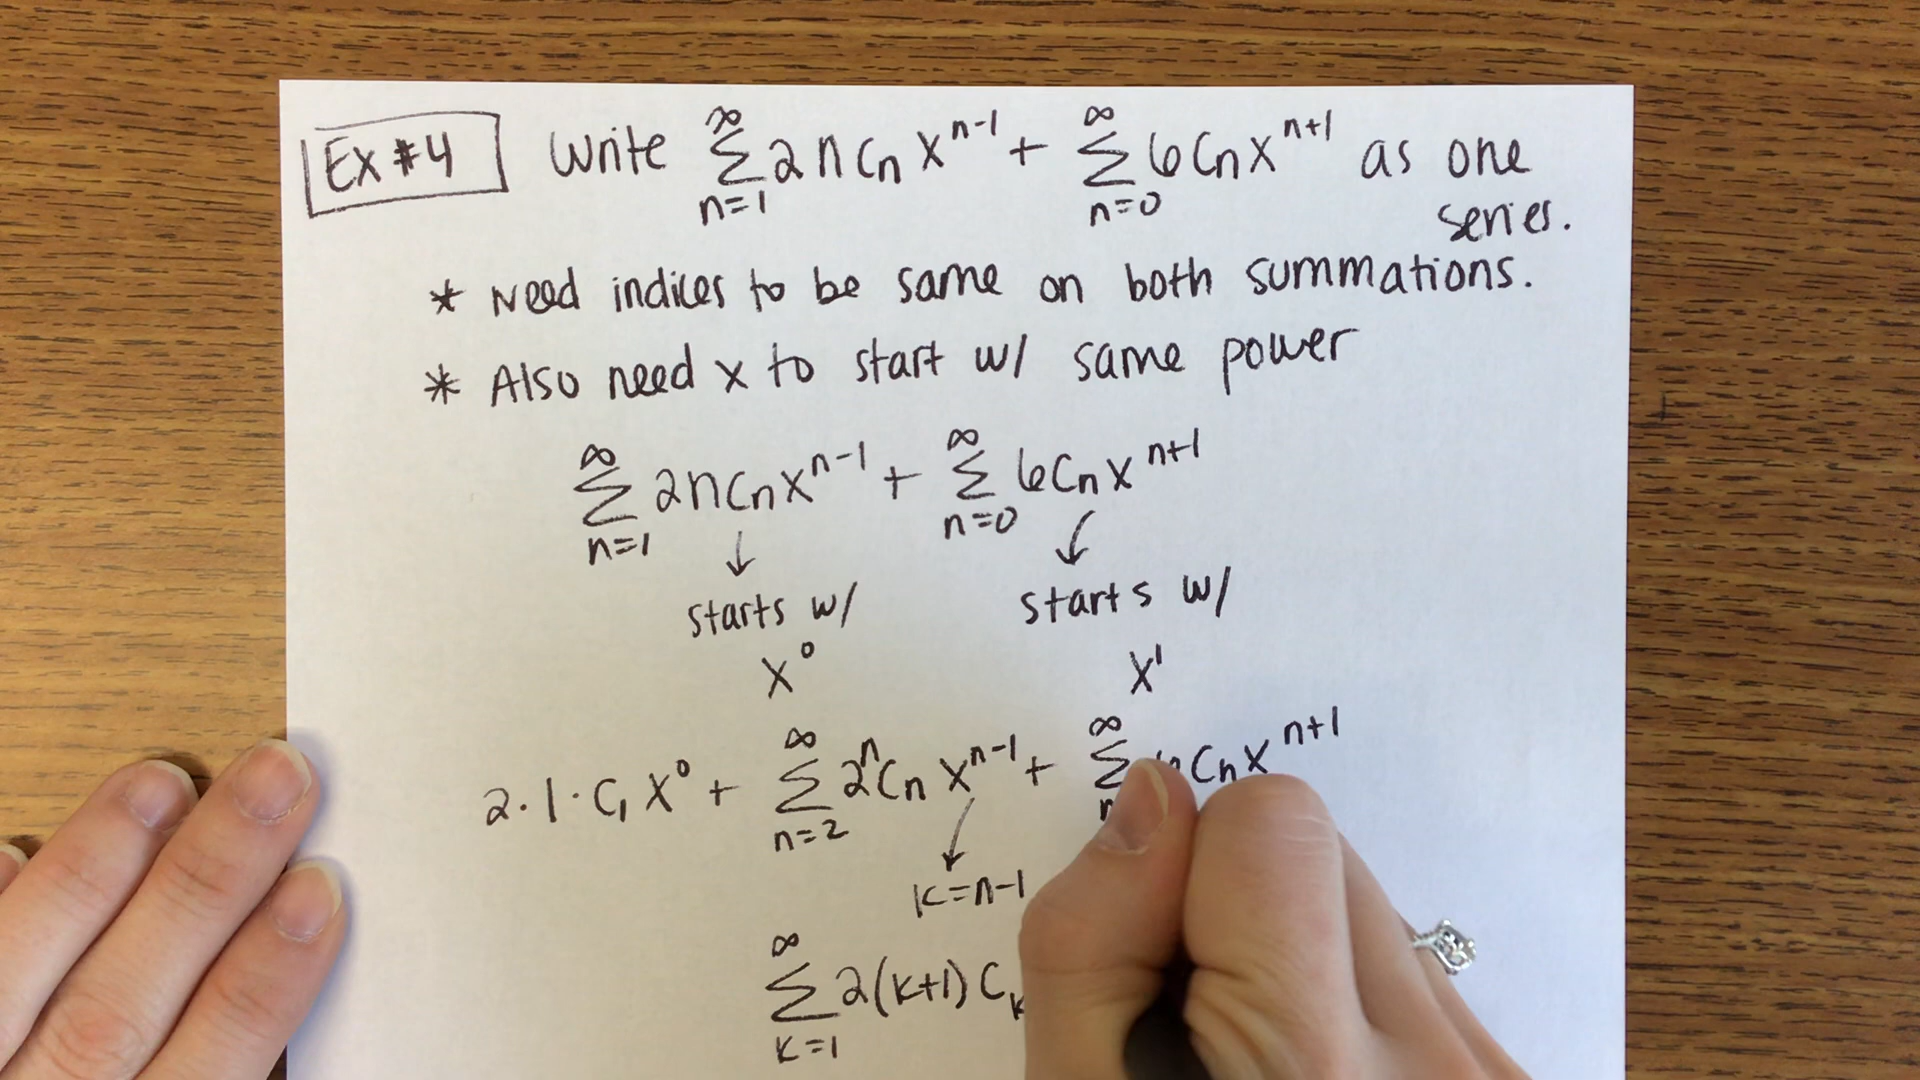 Ex #4 Write ∞ Σ n=1 2nCₙxⁿ⁻¹ + ∞ Σ n=0 6Cₙxⁿ⁺¹ as one
series.
* Need indices to be same on both summations.
* Also need x to start w/ same power
∞ Σ n=1 2nCₙxⁿ⁻¹ + ∞ Σ n=0 6Cₙxⁿ⁺¹
↓ ↓
starts w/ starts w/
x⁰ x¹
2·1·C₁x⁰ + ∞ Σ n=2 2nCₙxⁿ⁻¹ + ∞ Σ Cₙxⁿ⁺¹
k=n-1
∞ Σ k=1 2(k+1)C